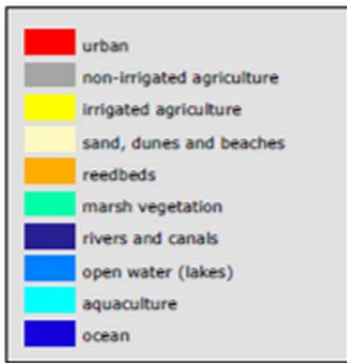 urban
non-irrigated agriculture
irrigated agriculture
sand, dunes and beaches
reedbeds
marsh vegetation
rivers and canals
open water (lakes)
aquaculture
ocean